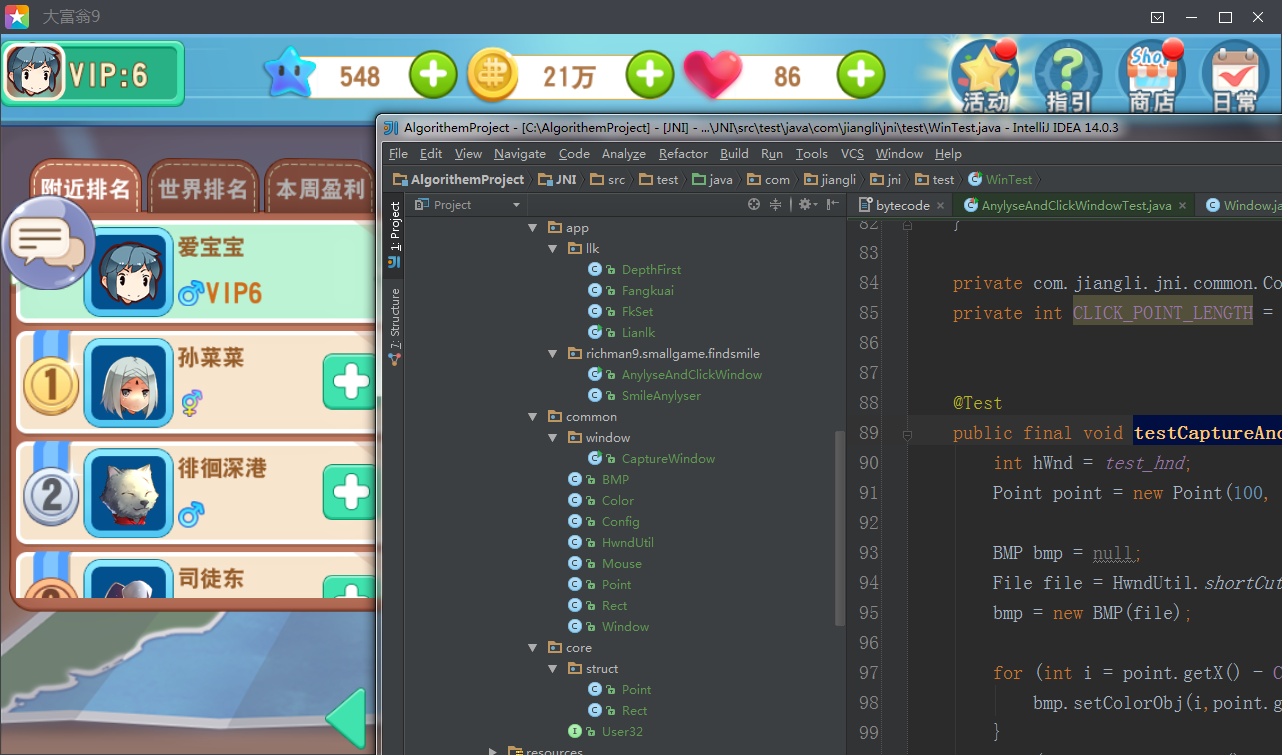 大富翁9
VIP:6
548
21万
86
活动
指引
Shop
商店
日常
附近排名
世界排名
本周盈利
爱宝宝
VIP6
1
孙菜菜
2
徘徊深港
司徒东
AlgorithemProject - [C:\AlgorithemProject] - [JNI] - ...\JNI\src\test\java\com\jiangli\jni\test\WinTest.java - IntelliJ IDEA 14.0.3
File Edit View Navigate Code Analyze Refactor Build Run Tools VCS Window Help
AlgorithemProject JNI src test java com jiangli jni test WinTest
1: Project
7: Structure
Project
app
llk
DepthFirst
Fangkuai
FkSet
Lianlk
richman9.smallgame.findsmile
AnylyseAndClickWindow
SmileAnylyser
common
window
CaptureWindow
BMP
Color
Config
HwndUtil
Mouse
Point
Rect
Window
core
struct
Point
Rect
User32
resources
bytecode
AnylyseAndClickWindowTest.java
Window.ja
82 }
83
84 private com.jiangli.jni.common.Co
85 private int CLICK_POINT_LENGTH =
86
87
88 @Test
89 public final void testCaptureAnd
90 int hWnd = test_hnd;
91 Point point = new Point(100,
92
93 BMP bmp = null;
94 File file = HwndUtil.shortCut
95 bmp = new BMP(file);
96
97 for (int i = point.getX() - C
98 bmp.setColorObj(i,point.g
99 }